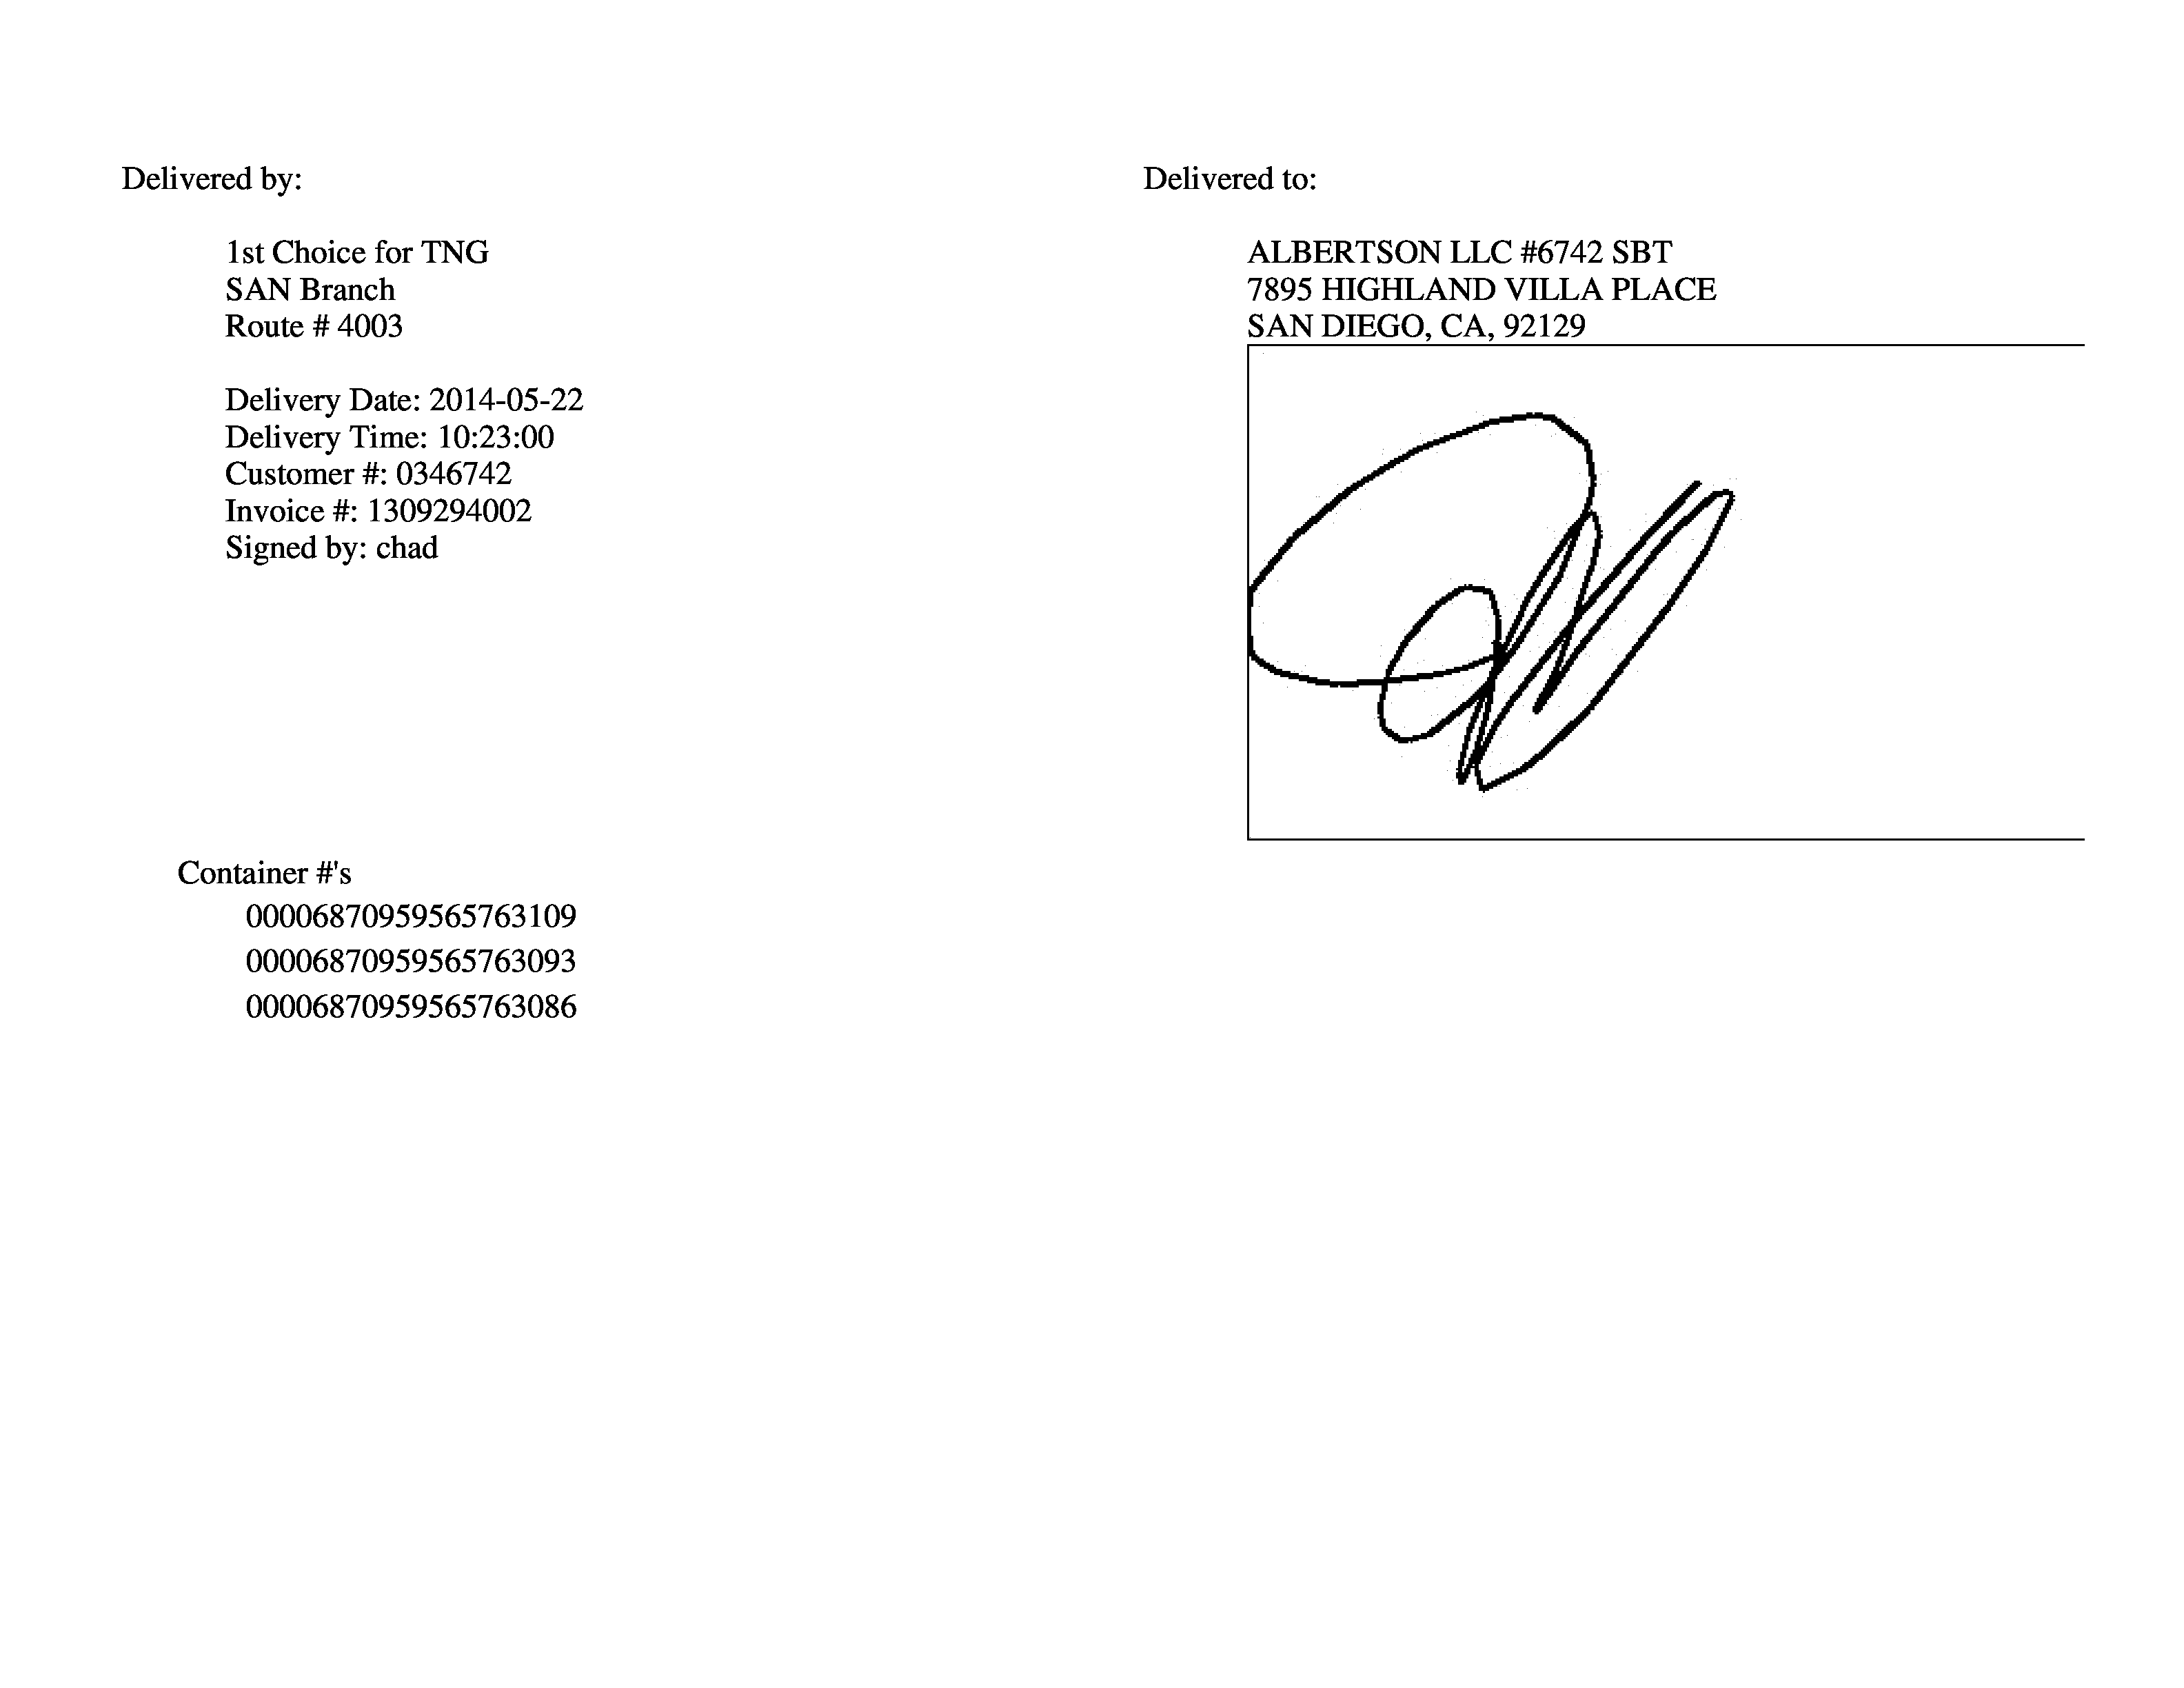 Delivered by:
1st Choice for TNG
SAN Branch
Route # 4003
Delivery Date: 2014-05-22
Delivery Time: 10:23:00
Customer #: 0346742
Invoice #: 1309294002
Signed by: chad
Delivered to:
ALBERTSON LLC #6742 SBT
7895 HIGHLAND VILLA PLACE
SAN DIEGO, CA, 92129
Container #'s
00006870959565763109
00006870959565763093
00006870959565763086